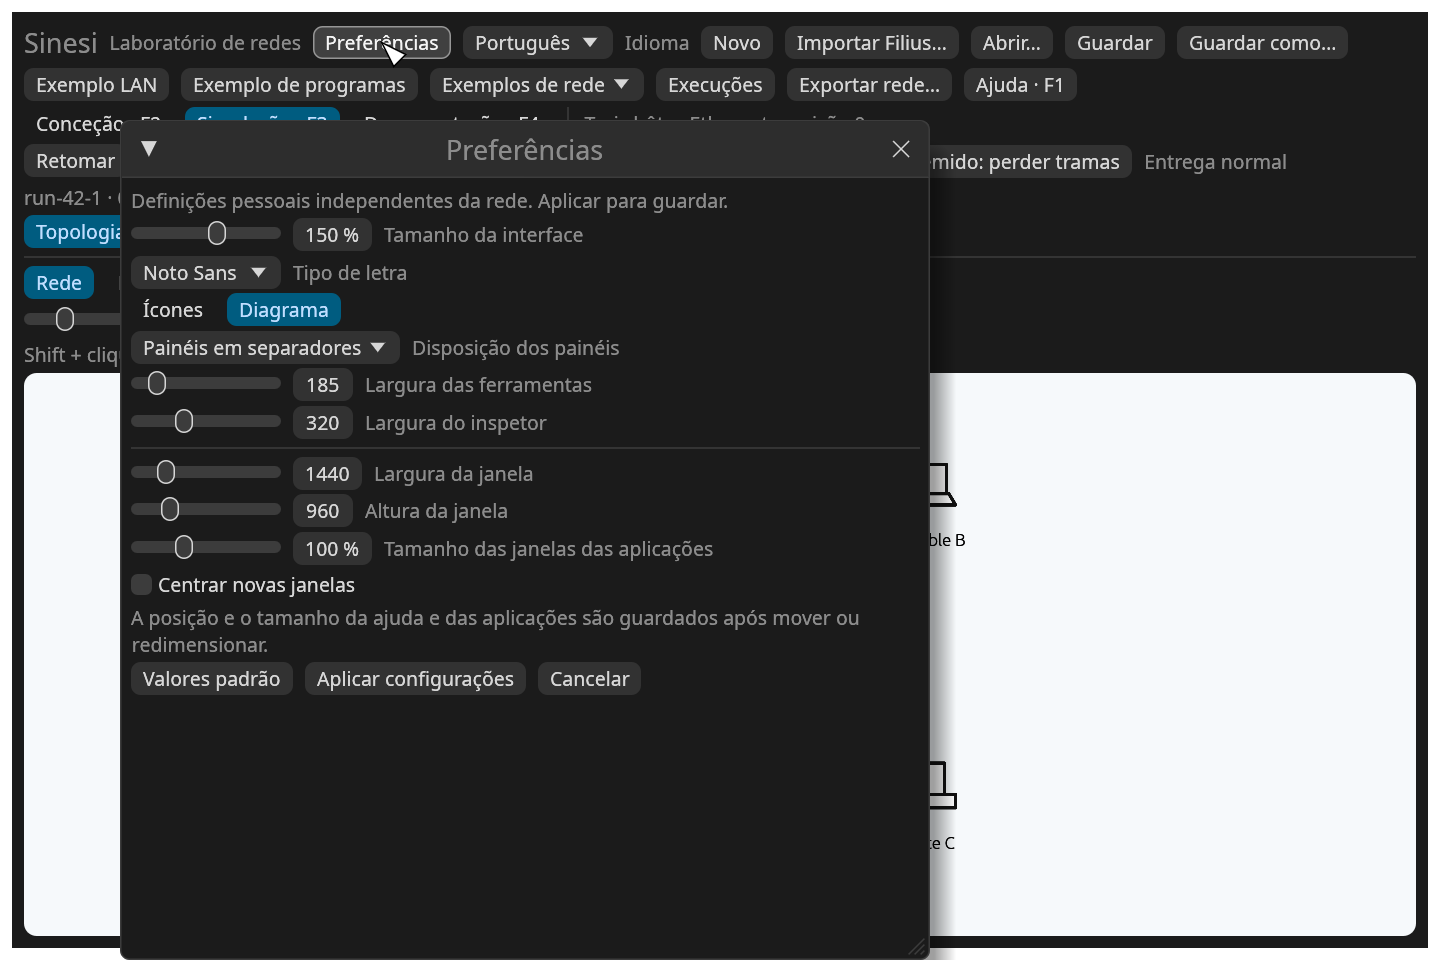 Sinesi Laboratório de redes Preferências Português Idioma Novo Importar Filius... Abrir... Guardar Guardar como...
Exemplo LAN Exemplo de programas Exemplos de rede Execuções Exportar rede... Ajuda · F1
Conceção
Retomar
Preferências
perder tramas Entrega normal
run-42-1 ·
Definições pessoais independentes da rede. Aplicar para guardar.
Topologia
150 % Tamanho da interface
Rede
Noto Sans Tipo de letra
Ícones Diagrama
Shift +
Painéis em separadores Disposição dos painéis
185 Largura das ferramentas
320 Largura do inspetor
1440 Largura da janela
960 Altura da janela
B
100 % Tamanho das janelas das aplicações
Centrar novas janelas
A posição e o tamanho da ajuda e das aplicações são guardados após mover ou
redimensionar.
Valores padrão Aplicar configurações Cancelar
C